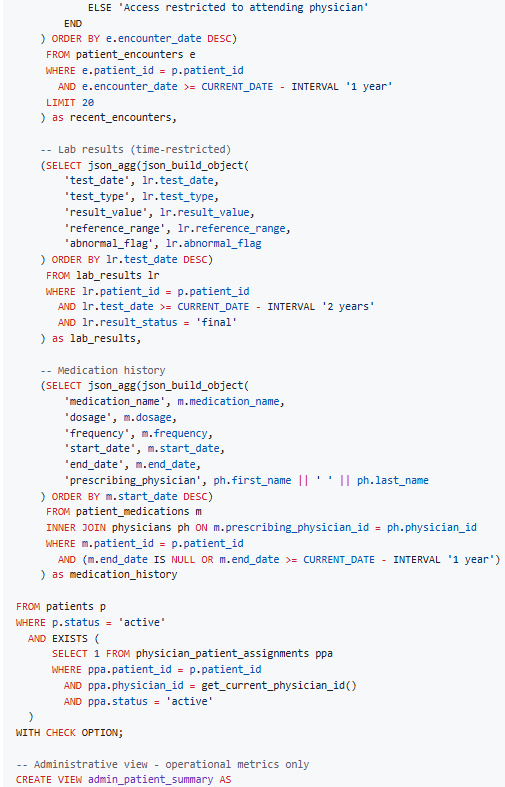 ELSE 'Access restricted to attending physician'
END
) ORDER BY e.encounter_date DESC)
FROM patient_encounters e
WHERE e.patient_id = p.patient_id
AND e.encounter_date >= CURRENT_DATE - INTERVAL '1 year'
LIMIT 20
) as recent_encounters,
-- Lab results (time-restricted)
(SELECT json_agg(json_build_object(
'test_date', lr.test_date,
'test_type', lr.test_type,
'result_value', lr.result_value,
'reference_range', lr.reference_range,
'abnormal_flag', lr.abnormal_flag
) ORDER BY lr.test_date DESC)
FROM lab_results lr
WHERE lr.patient_id = p.patient_id
AND lr.test_date >= CURRENT_DATE - INTERVAL '2 years'
AND lr.result_status = 'final'
) as lab_results,
-- Medication history
(SELECT json_agg(json_build_object(
'medication_name', m.medication_name,
'dosage', m.dosage,
'frequency', m.frequency,
'start_date', m.start_date,
'end_date', m.end_date,
'prescribing_physician', ph.first_name || ' ' || ph.last_name
) ORDER BY m.start_date DESC)
FROM patient_medications m
INNER JOIN physicians ph ON m.prescribing_physician_id = ph.physician_id
WHERE m.patient_id = p.patient_id
AND (m.end_date IS NULL OR m.end_date >= CURRENT_DATE - INTERVAL '1 year')
) as medication_history
FROM patients p
WHERE p.status = 'active'
AND EXISTS (
SELECT 1 FROM physician_patient_assignments ppa
WHERE ppa.patient_id = p.patient_id
AND ppa.physician_id = get_current_physician_id()
AND ppa.status = 'active'
)
WITH CHECK OPTION;
-- Administrative view - operational metrics only
CREATE VIEW admin_patient_summary AS